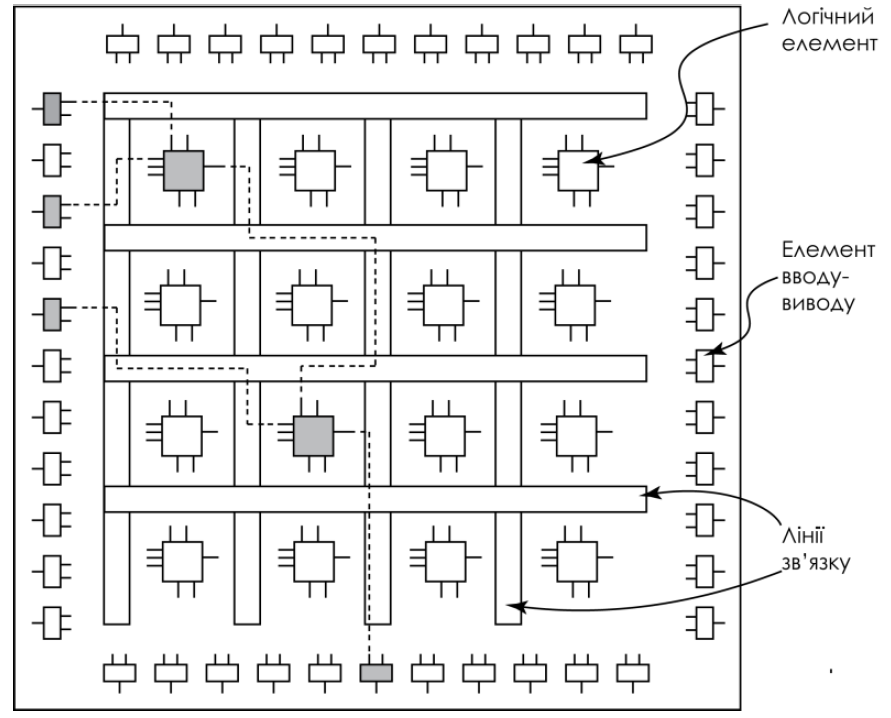 Логічний
елемент
Елемент
вводу-
виводу
Лінії
зв’язку